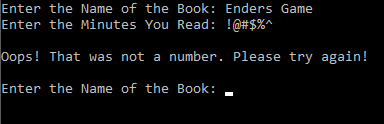 Enter the Name of the Book: Enders Game
Enter the Minutes You Read: !@#$%^
Oops! That was not a number. Please try again!
Enter the Name of the Book: _